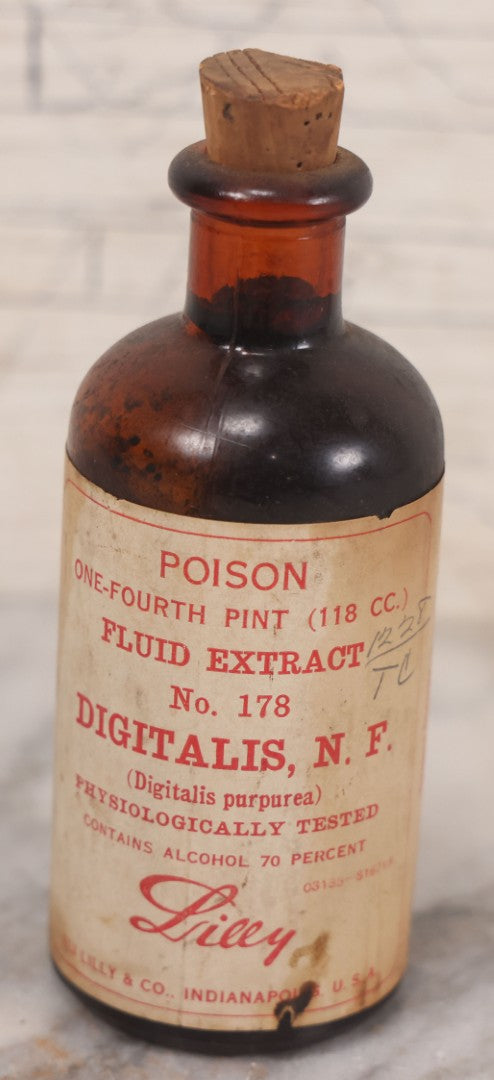 POISON
ONE-FOURTH PINT (118 CC.)
FLUID EXTRACT
No. 178
DIGITALIS, N. F.
(Digitalis purpurea)
PHYSIOLOGICALLY TESTED
CONTAINS ALCOHOL 70 PERCENT
Lilly
LILLY & CO., INDIANAPOLIS, U. S. A.